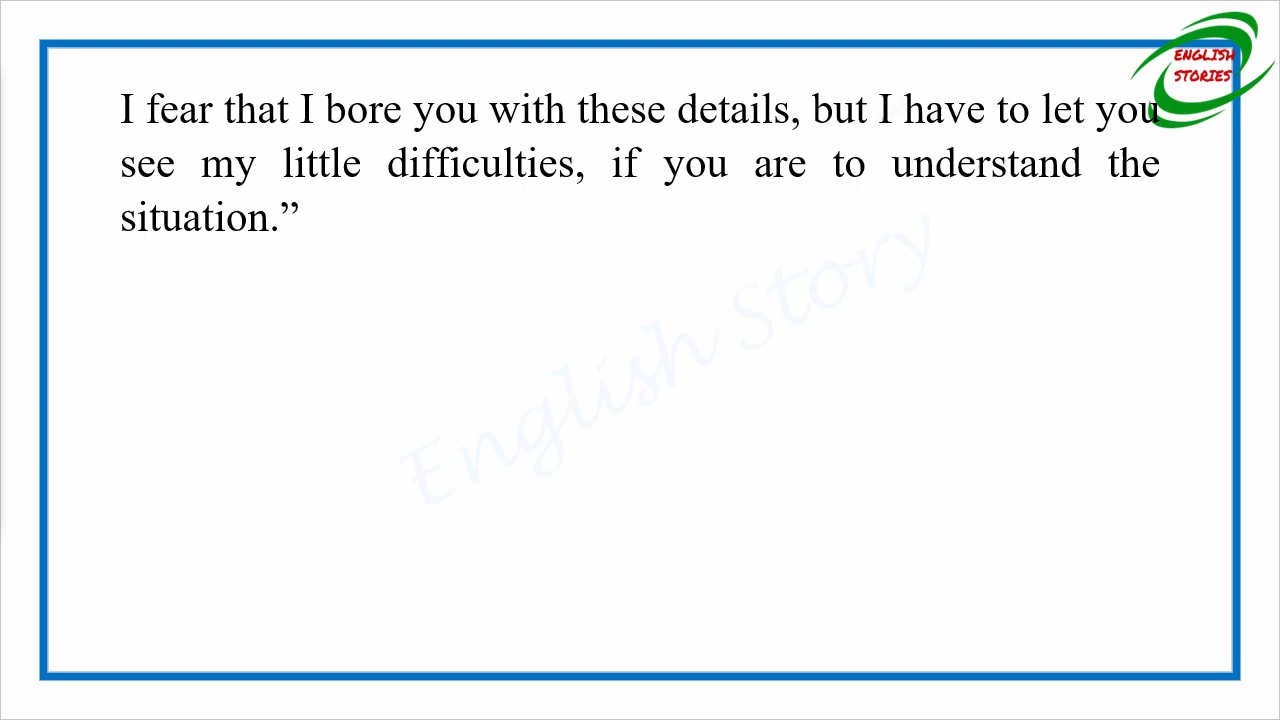 ENGLISH
STORIES
I fear that I bore you with these details, but I have to let you
see my little difficulties, if you are to understand the
situation.”
English Story